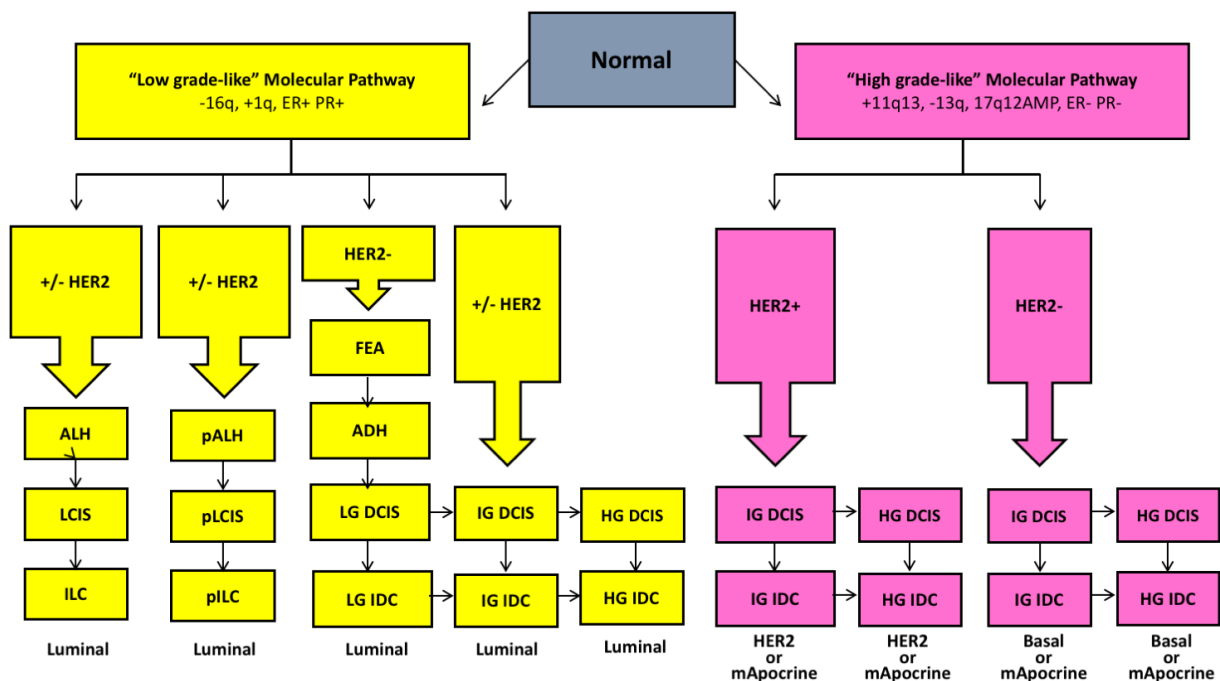 Normal
“Low grade-like” Molecular Pathway
-16q, +1q, ER+ PR+
“High grade-like” Molecular Pathway
+11q13, -13q, 17q12AMP, ER- PR-
+/- HER2
+/- HER2
HER2-
+/- HER2
HER2+
HER2-
FEA
ALH
pALH
ADH
LCIS
pLCIS
LG DCIS
IG DCIS
HG DCIS
IG DCIS
HG DCIS
IG DCIS
HG DCIS
ILC
pILC
LG IDC
IG IDC
HG IDC
IG IDC
HG IDC
IG IDC
HG IDC
Luminal
Luminal
Luminal
Luminal
Luminal
HER2
or
mApocrine
HER2
or
mApocrine
Basal
or
mApocrine
Basal
or
mApocrine